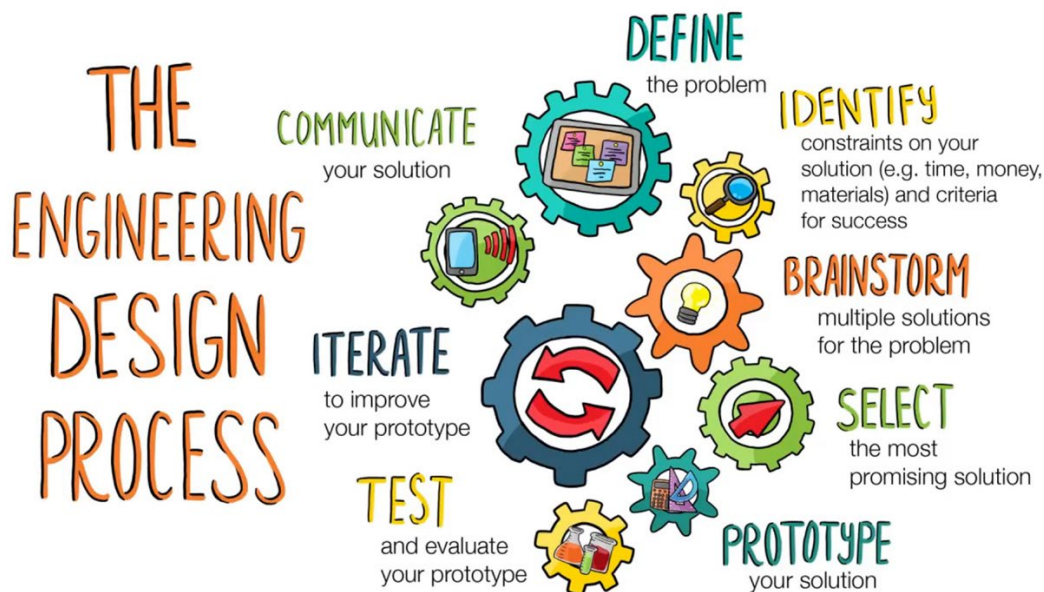 THE
ENGINEERING
DESIGN
PROCESS
DEFINE
the problem
IDENTIFY
constraints on your
solution (e.g. time, money,
materials) and criteria
for success
BRAINSTORM
multiple solutions
for the problem
SELECT
the most
promising solution
PROTOTYPE
your solution
TEST
and evaluate
your prototype
ITERATE
to improve
your prototype
COMMUNICATE
your solution